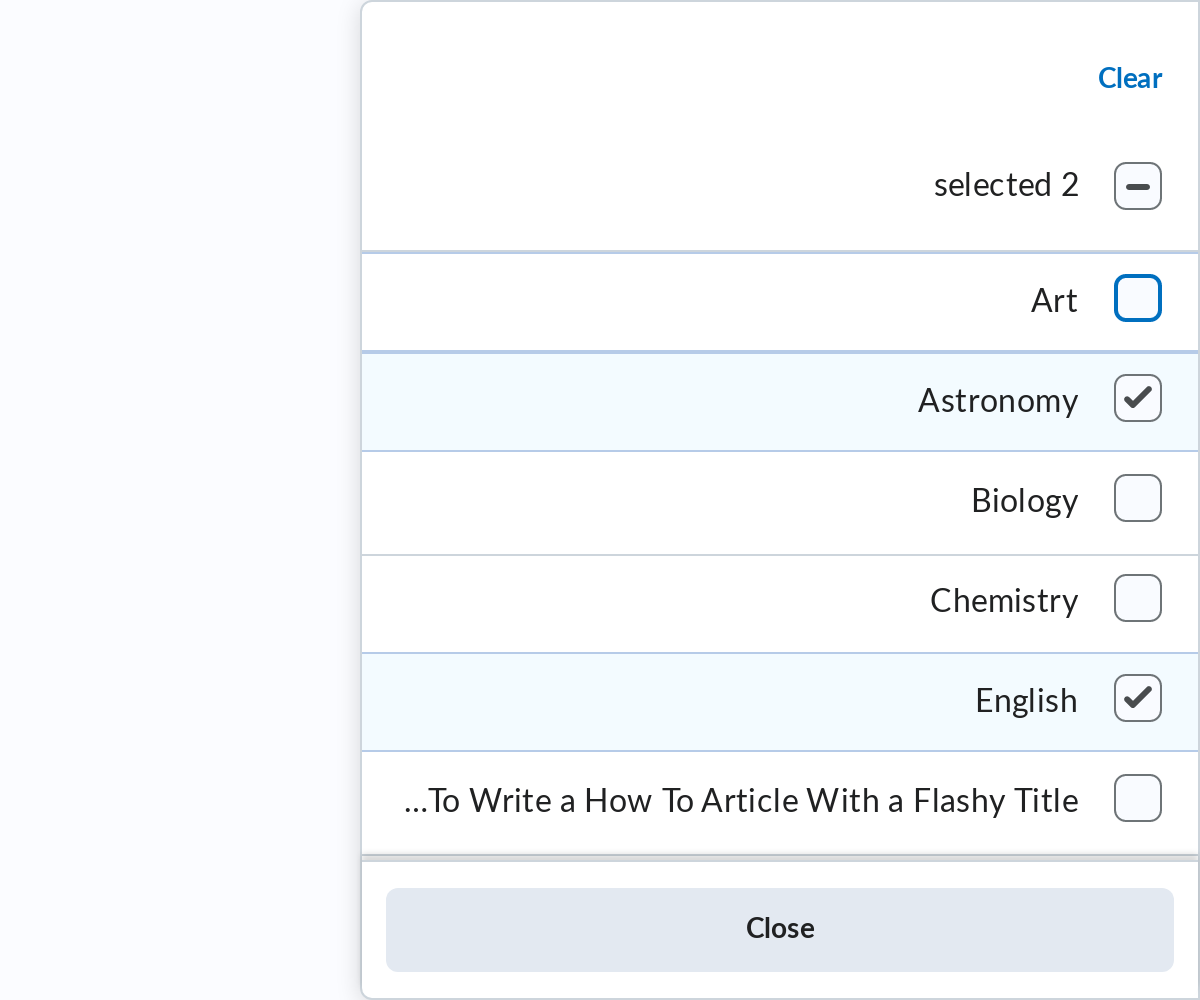 Clear
selected 2
Art
Astronomy
Biology
Chemistry
English
...To Write a How To Article With a Flashy Title
Close